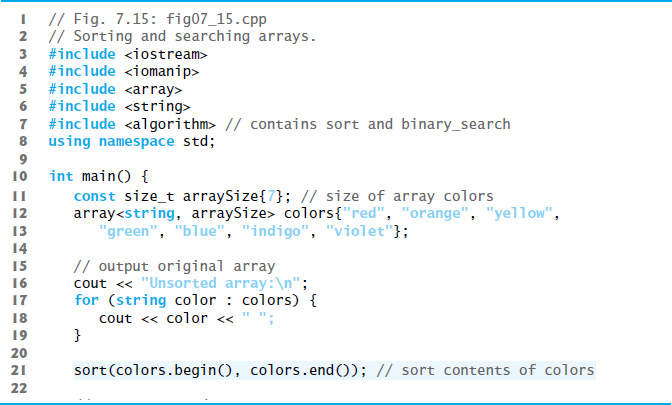 1 // Fig. 7.15: fig07_15.cpp
2 // Sorting and searching arrays.
3 #include <iostream>
4 #include <iomanip>
5 #include <array>
6 #include <string>
7 #include <algorithm> // contains sort and binary_search
8 using namespace std;
9
10 int main() {
11 const size_t arraySize{7}; // size of array colors
12 array<string, arraySize> colors{"red", "orange", "yellow",
13 "green", "blue", "indigo", "violet"};
14
15 // output original array
16 cout << "Unsorted array:\n";
17 for (string color : colors) {
18 cout << color << " ";
19 }
20
21 sort(colors.begin(), colors.end()); // sort contents of colors
22